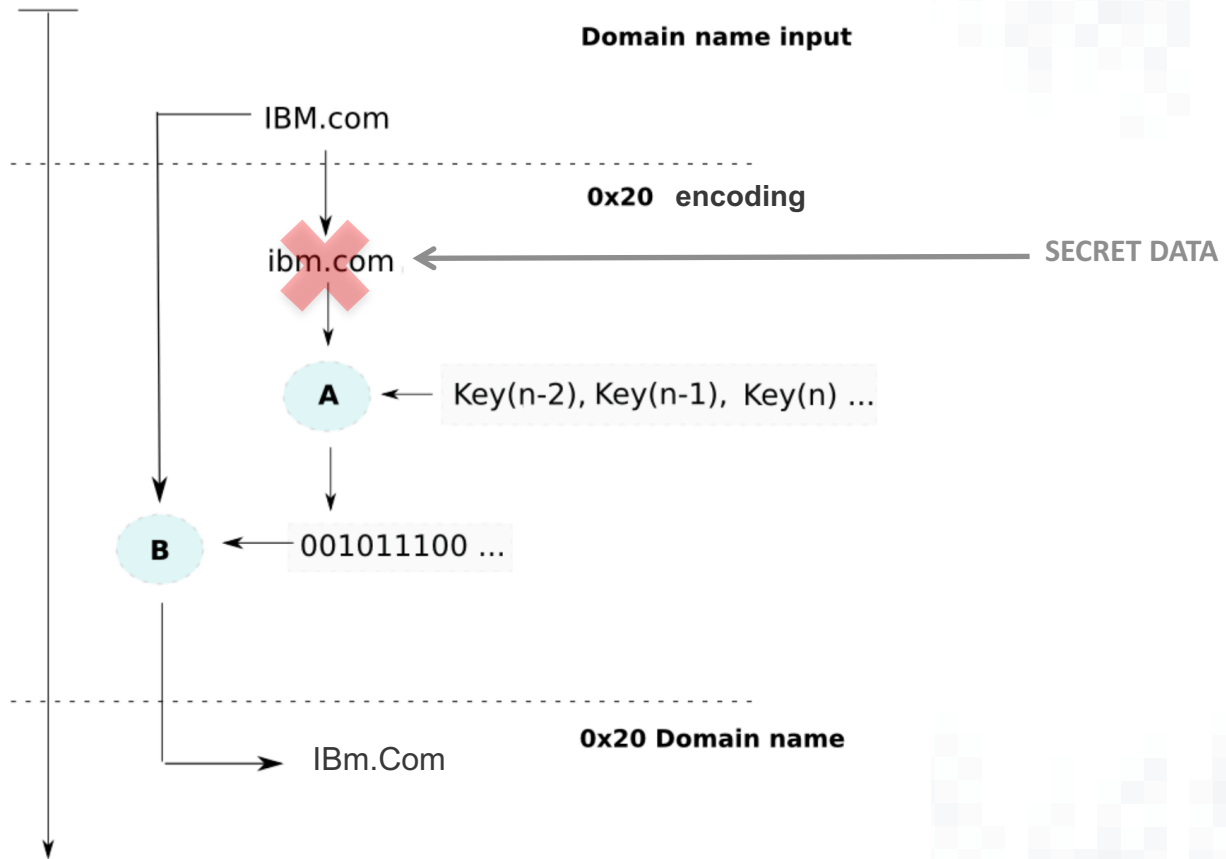 Domain name input
IBM.com
0x20 encoding
ibm.com
SECRET DATA
A
Key(n-2), Key(n-1), Key(n) ...
B
001011100 ...
0x20 Domain name
IBm.Com